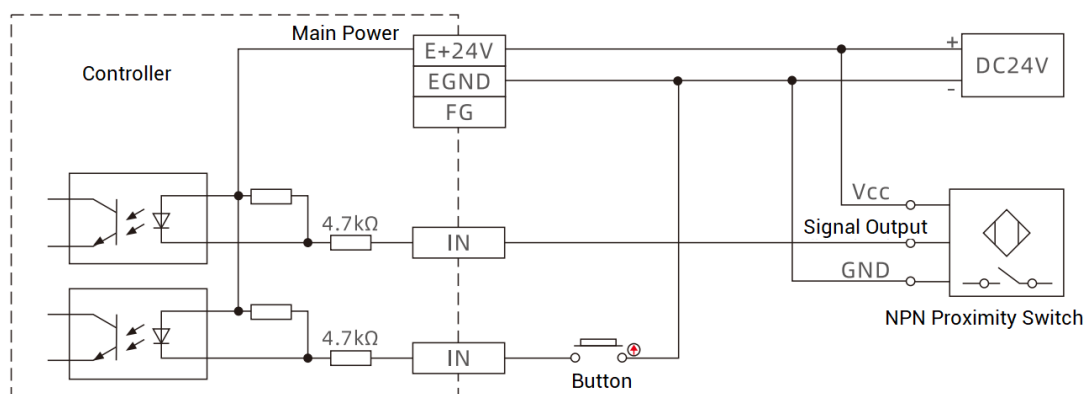 Main Power
E+24V
+
DC24V
Controller
EGND
-
FG
Vcc
4.7kΩ
IN
Signal Output
GND
NPN Proximity Switch
4.7kΩ
IN
Button